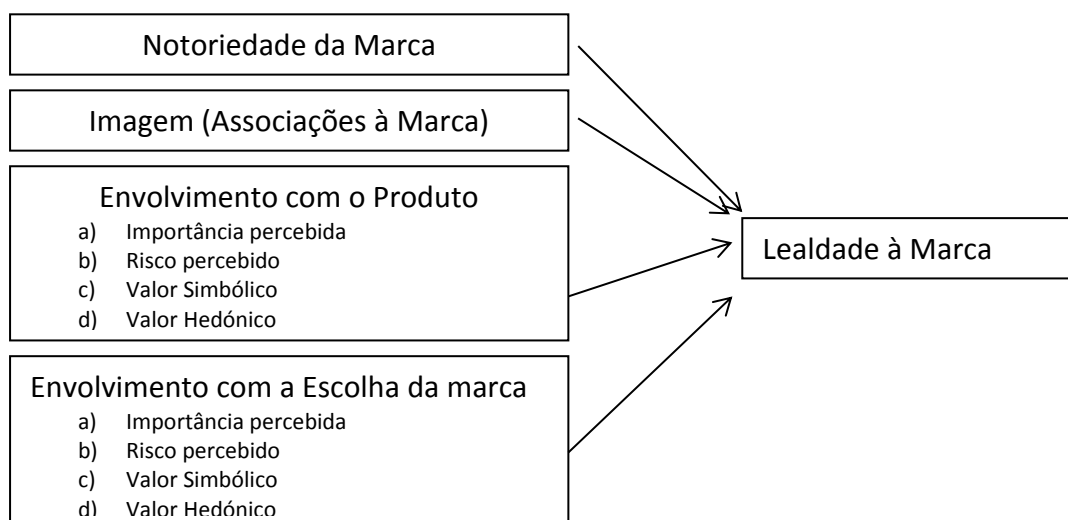 Notoriedade da Marca
Imagem (Associações à Marca)
Envolvimento com o Produto
a) Importância percebida
b) Risco percebido
c) Valor Simbólico
d) Valor Hedónico
Envolvimento com a Escolha da marca
a) Importância percebida
b) Risco percebido
c) Valor Simbólico
d) Valor Hedónico
Lealdade à Marca